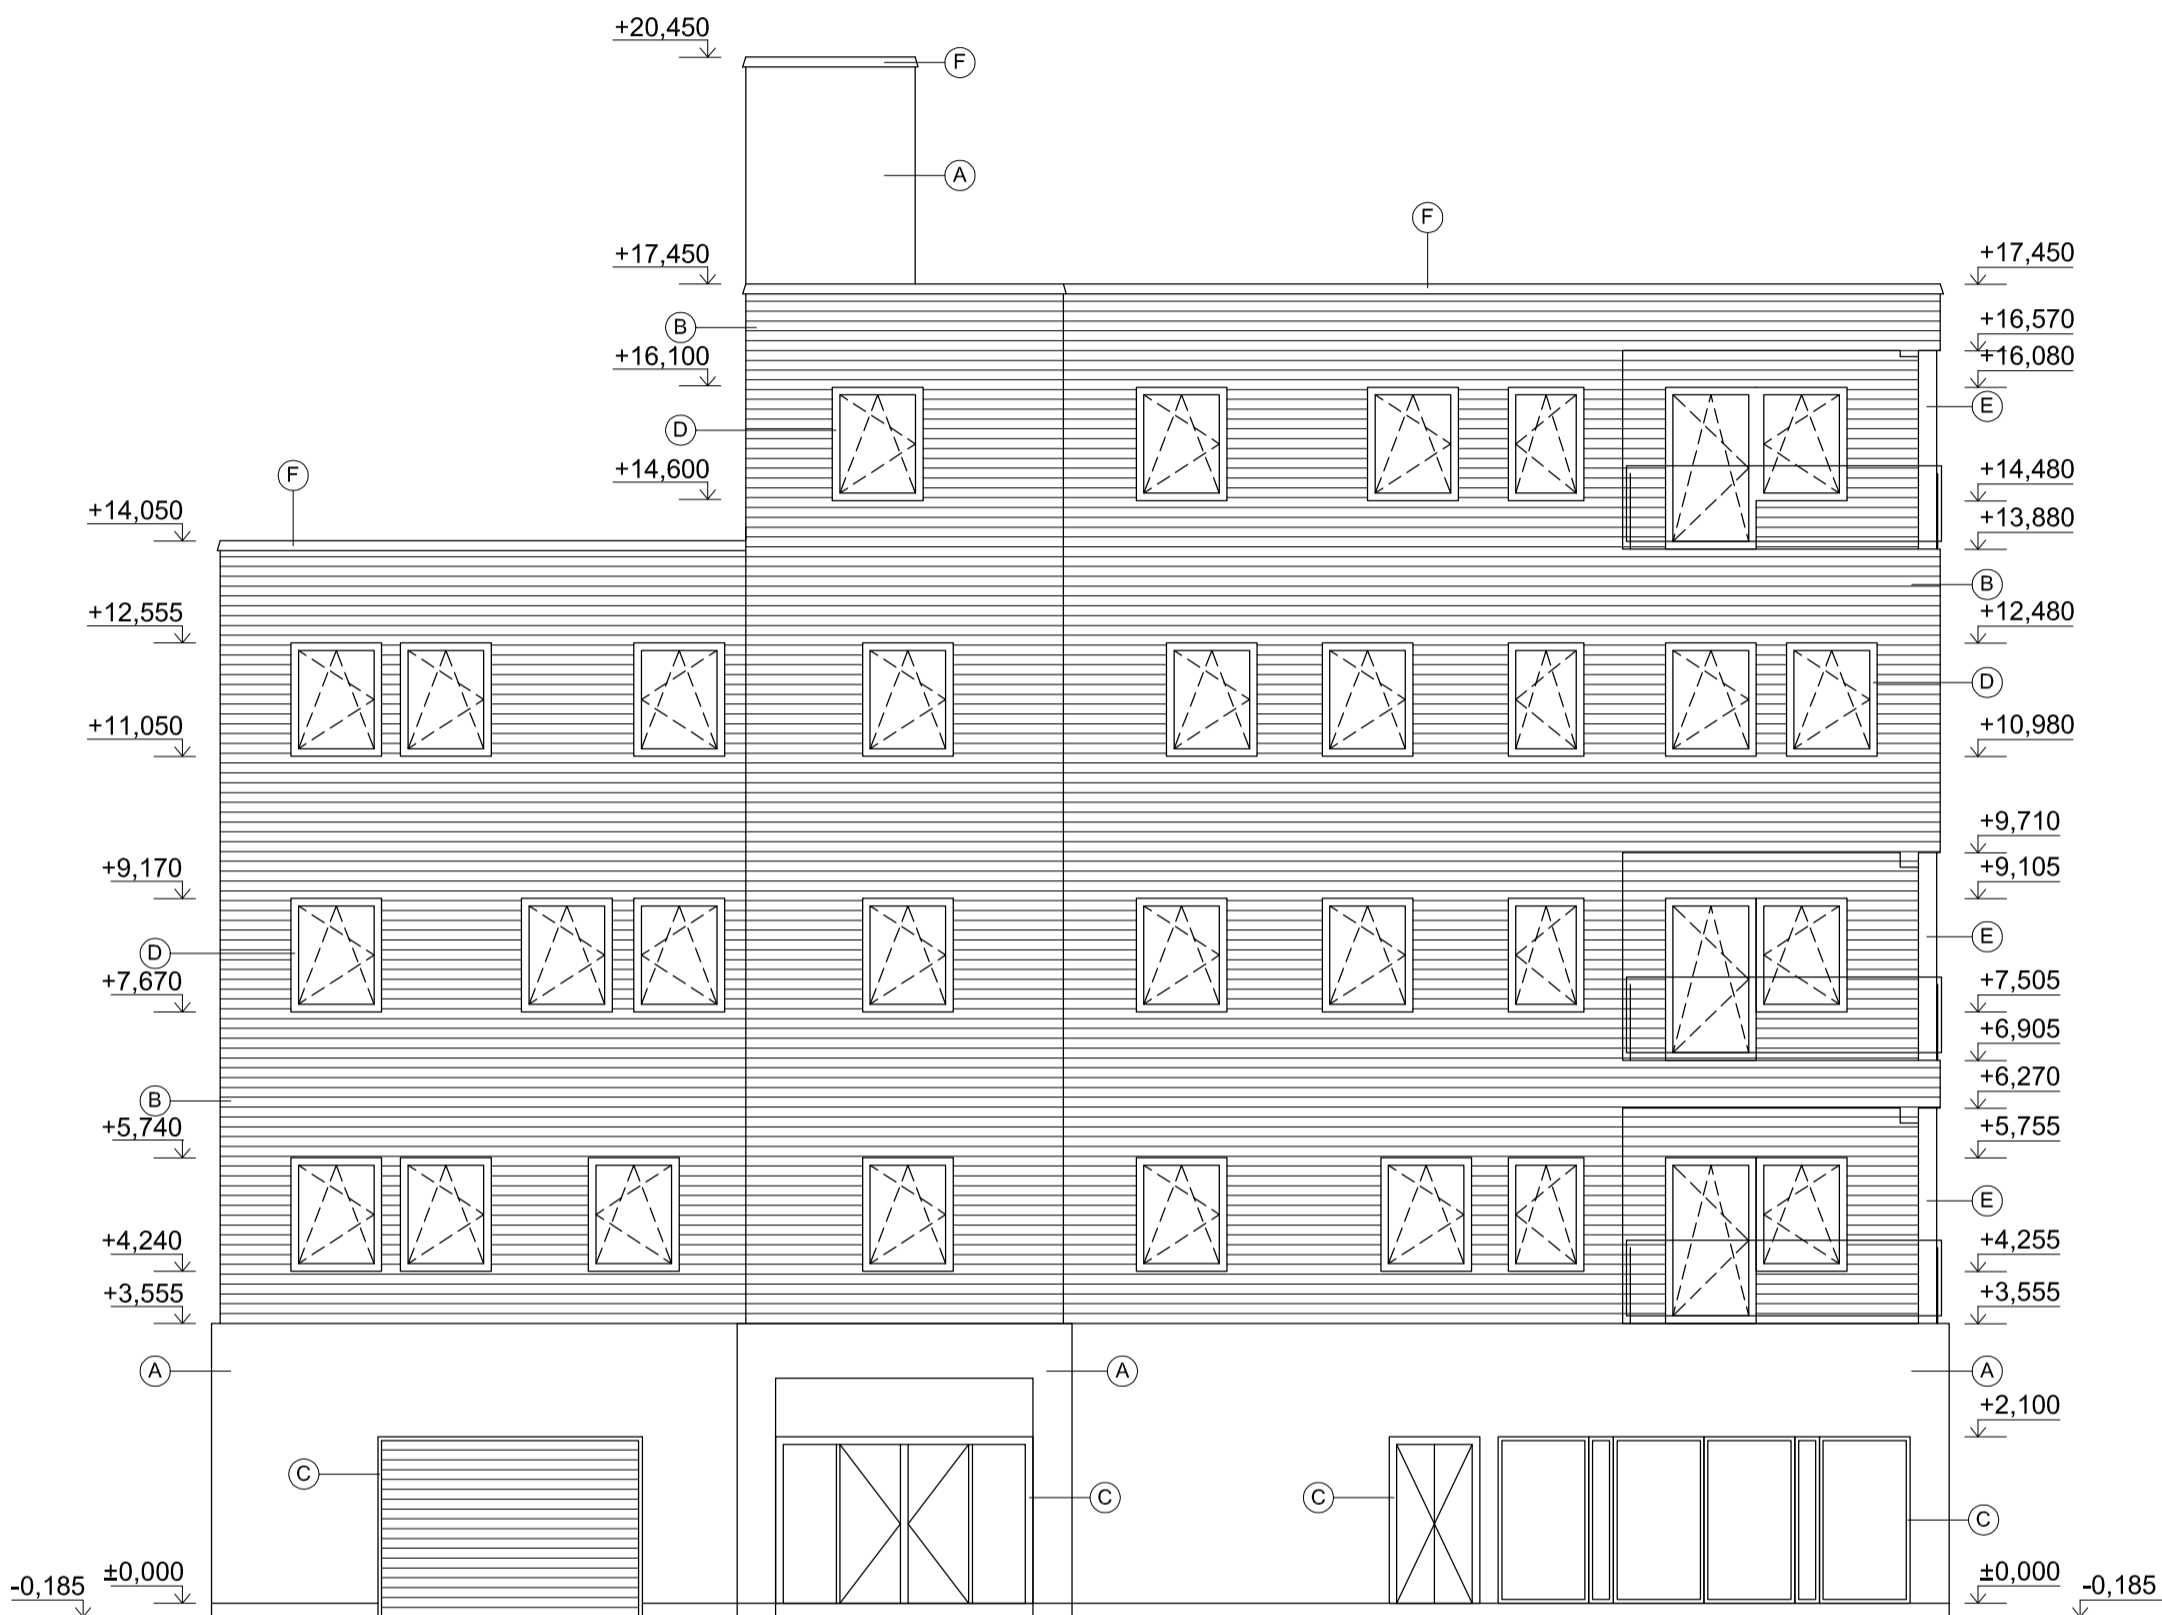 +20,450
F
A
F
+17,450
+17,450
B
+16,570
+16,100
+16,080
E
D
+14,600
+14,480
F
+14,050
+13,880
B
+12,555
+12,480
D
+11,050
+10,980
+9,710
+9,170
+9,105
D
E
+7,670
+7,505
+6,905
+6,270
B
+5,740
+5,755
E
+4,240
+4,255
+3,555
+3,555
A
A
A
+2,100
C
C
C
C
-0,185
±0,000
±0,000
-0,185